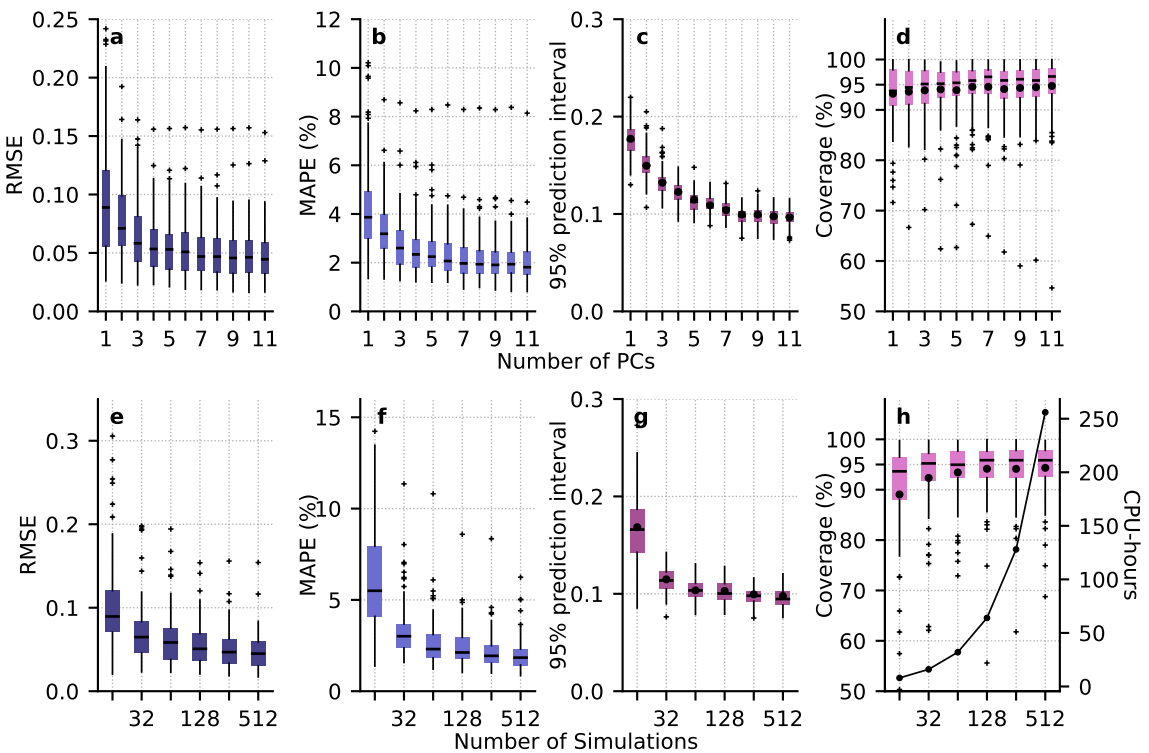 a
b
c
d
0.25
0.20
0.15
0.10
0.05
0.00
RMSE
12
10
8
6
4
2
0
MAPE (%)
0.3
0.2
0.1
0.0
95% prediction interval
100
95
90
80
70
60
50
Coverage (%)
1 3 5 7 9 11
1 3 5 7 9 11
1 3 5 7 9 11
1 3 5 7 9 11
Number of PCs
e
f
g
h
0.3
0.2
0.1
0.0
RMSE
15
10
5
0
MAPE (%)
0.3
0.2
0.1
0.0
95% prediction interval
100
95
90
80
70
60
50
Coverage (%)
250
200
150
100
50
0
CPU-hours
32 128 512
32 128 512
32 128 512
32 128 512
Number of Simulations